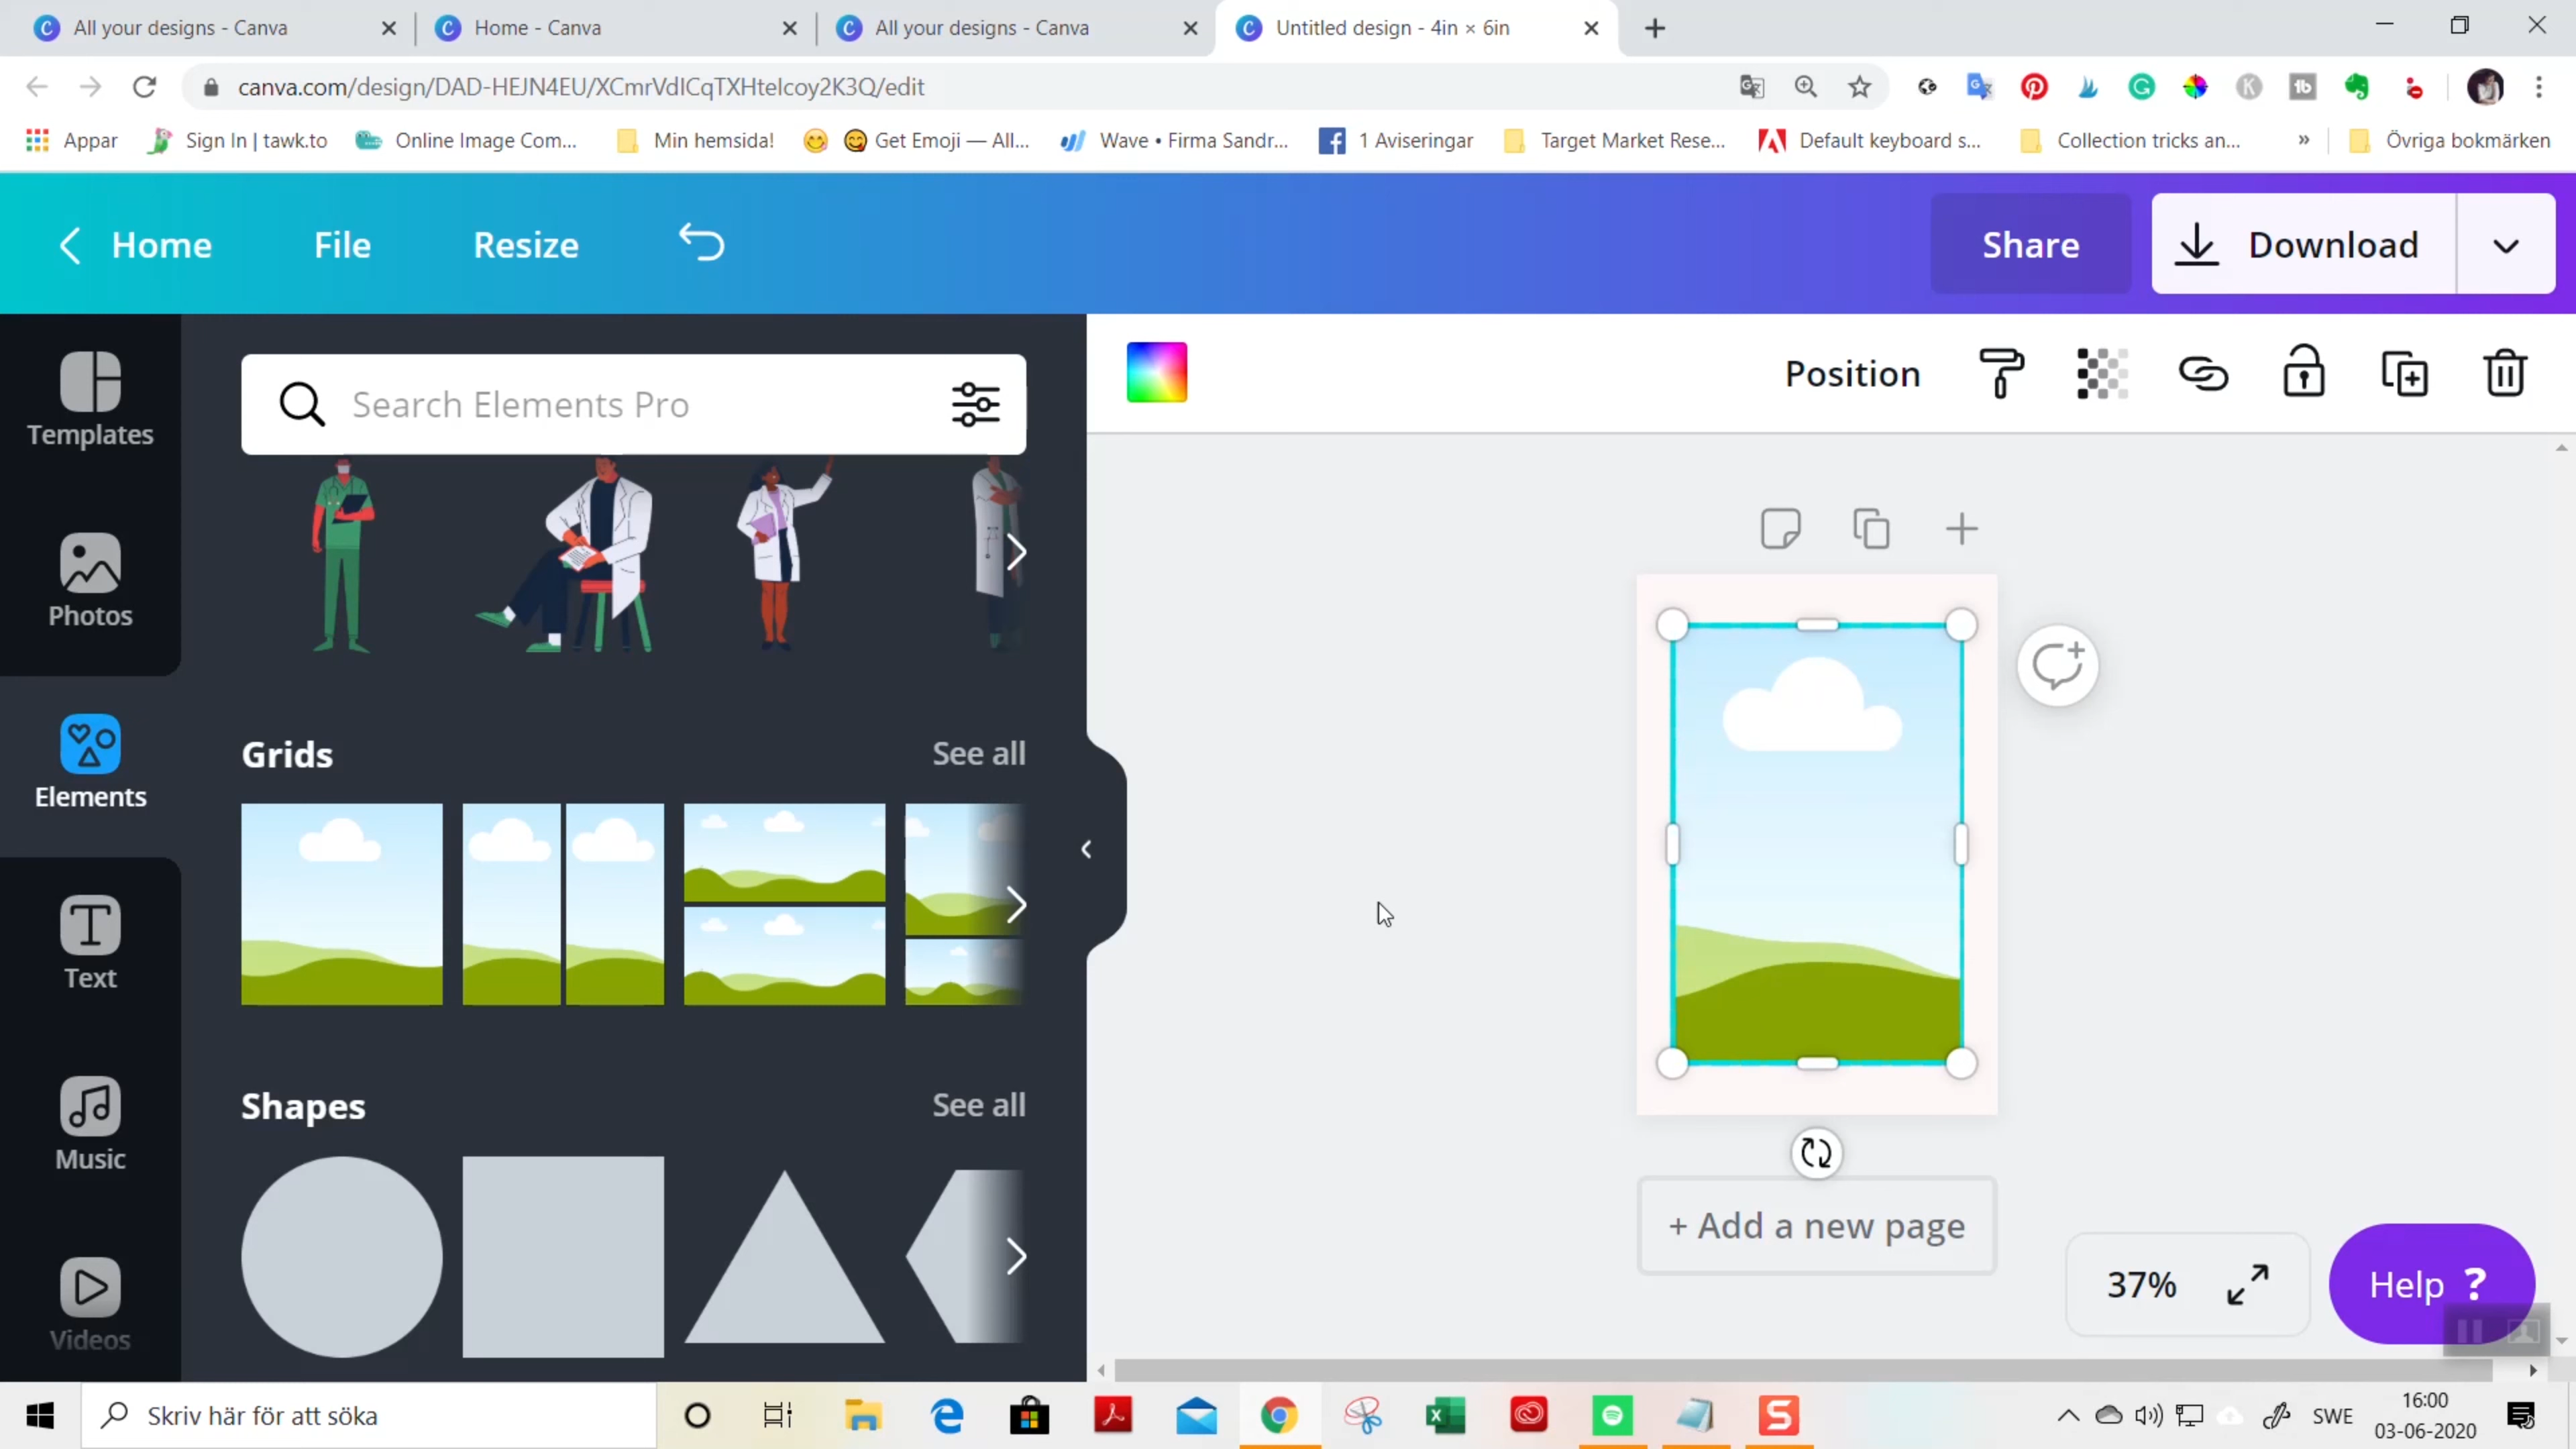 All your designs - Canva
Home - Canva
All your designs - Canva
Untitled design - 4in × 6in
canva.com/design/DAD-HEJN4EU/XCmrVdlCqTXHtelcoy2K3Q/edit
Appar
Sign In | tawk.to
Online Image Com...
Min hemsida!
Get Emoji — All...
Wave • Firma Sandr...
1 Aviseringar
Target Market Rese...
Default keyboard s...
Collection tricks an...
»
Övriga bokmärken
Home
File
Resize
Share
Download
Templates
Photos
Elements
Text
Music
Videos
Search Elements Pro
Grids
See all
Shapes
See all
Position
+ Add a new page
37%
Help ?
Skriv här för att söka
SWE
16:00
03-06-2020